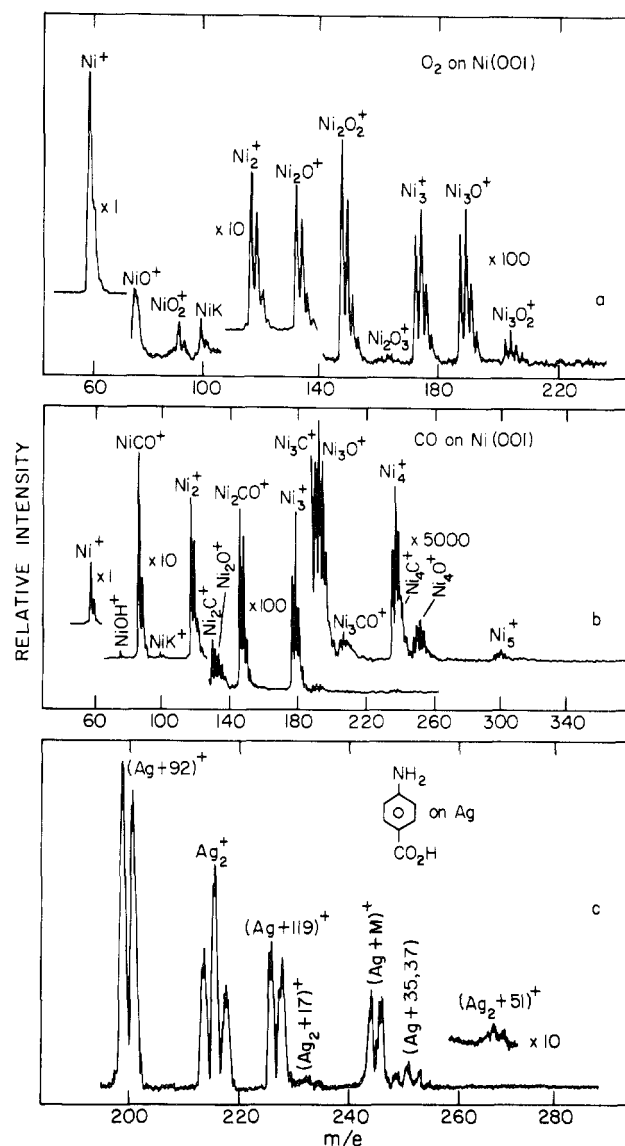 O₂ on Ni(001)
Ni⁺
x 1
NiO⁺
NiO₂⁺
NiK
Ni₂⁺
x 10
Ni₂O⁺
Ni₂O₂⁺
Ni₂O₃⁺
Ni₃⁺
Ni₃O⁺
x 100
Ni₃O₂⁺
a
60 100 140 180 220
RELATIVE INTENSITY
CO on Ni(001)
Ni⁺
x 1
NiOH⁺
NiCO⁺
x 10
NiK⁺
Ni₂⁺
Ni₂C⁺
Ni₂O⁺
Ni₂CO⁺
x 100
Ni₃⁺
Ni₃C⁺
Ni₃O⁺
Ni₃CO⁺
Ni₄⁺
x 5000
Ni₄C⁺
Ni₄O⁺
Ni₅⁺
b
60 100 140 180 220 260 300 340
(Ag+92)⁺
Ag₂⁺
(Ag+119)⁺
(Ag₂+17)⁺
(Ag+M)⁺
(Ag+35,37)
(Ag₂+51)⁺
x 10
NH₂
on Ag
CO₂H
c
200 220 240 260 280
m/e